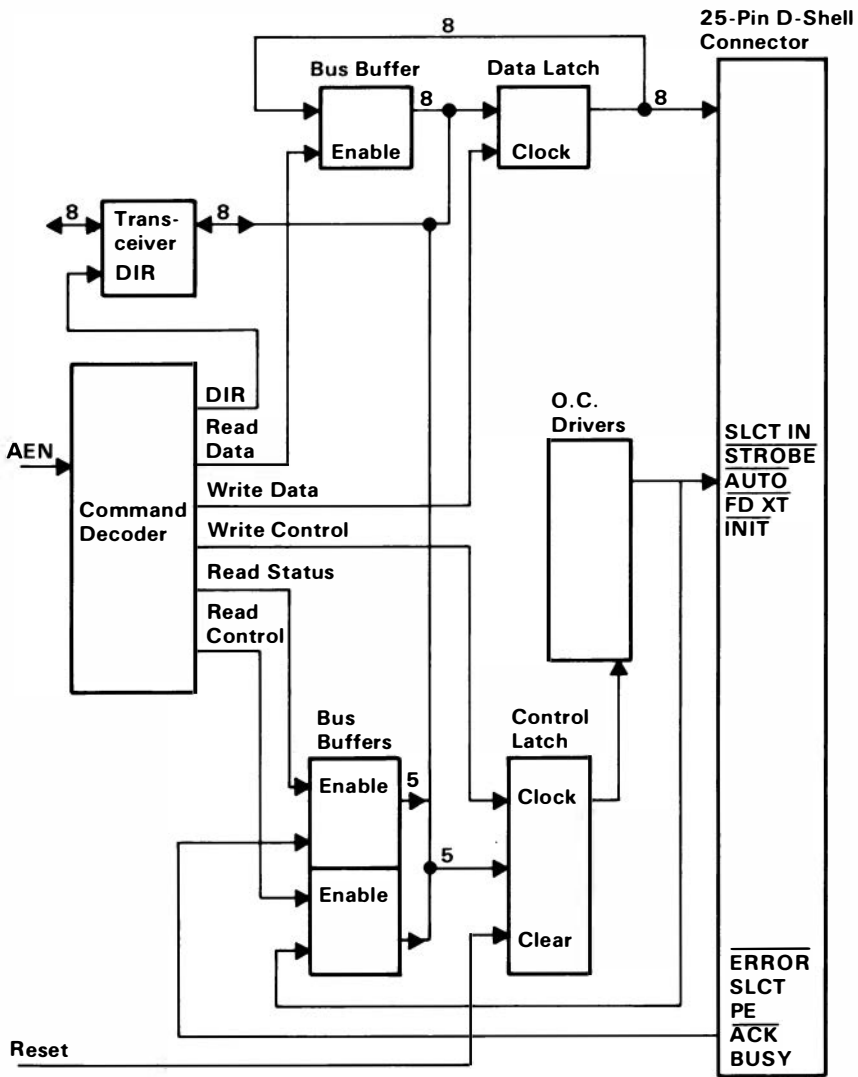 25-Pin D-Shell
Connector
8
Bus Buffer
Data Latch
8
8
Enable
Clock
8
Trans-
ceiver
8
DIR
DIR
Read
Data
AEN
Command
Decoder
Write Data
Write Control
Read Status
Read
Control
O.C.
Drivers
SLCT IN
STROBE
AUTO
FD XT
INIT
Bus
Buffers
Control
Latch
Enable
5
Clock
5
Enable
Clear
ERROR
SLCT
PE
ACK
BUSY
Reset